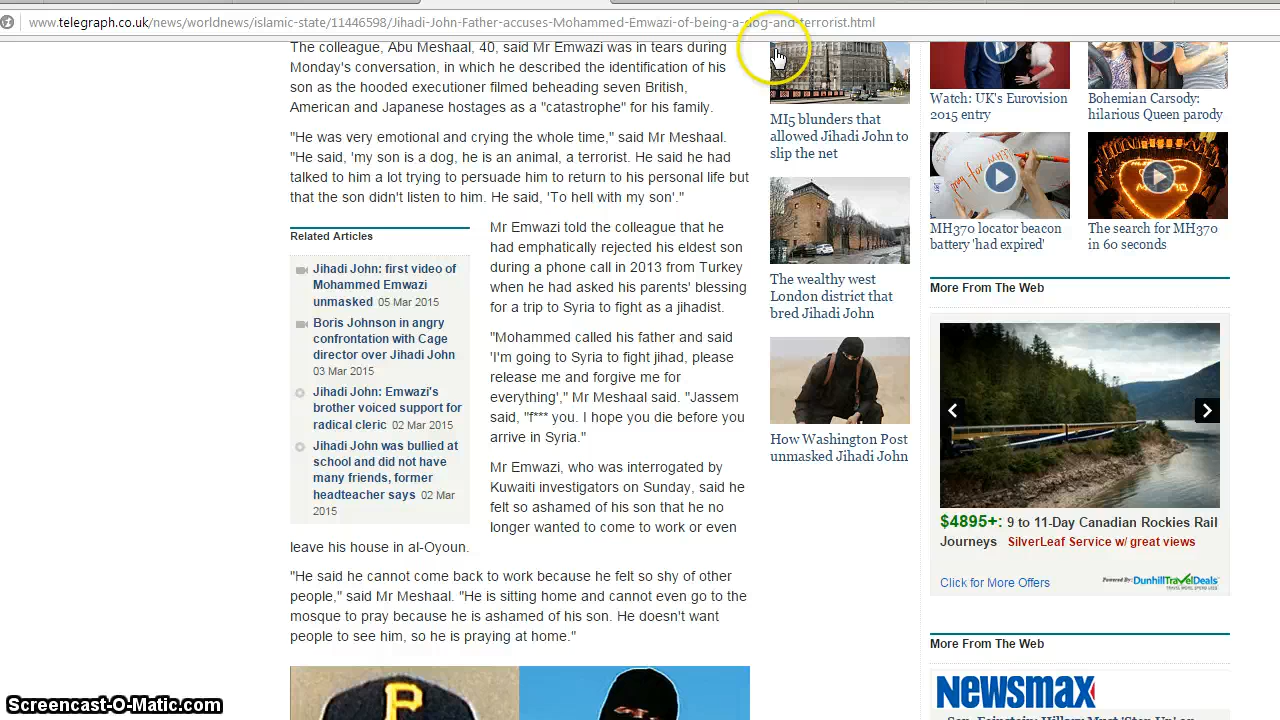 www.telegraph.co.uk/news/worldnews/islamic-state/11446598/Jihadi-John-Father-accuses-Mohammed-Emwazi-of-being-a-dog-and-terrorist.html
The colleague, Abu Meshaal, 40, said Mr Emwazi was in tears during
Monday's conversation, in which he described the identification of his
son as the hooded executioner filmed beheading seven British,
American and Japanese hostages as a "catastrophe" for his family.
"He was very emotional and crying the whole time," said Mr Meshaal.
"He said, 'my son is a dog, he is an animal, a terrorist. He said he had
talked to him a lot trying to persuade him to return to his personal life but
that the son didn't listen to him. He said, 'To hell with my son'."
Related Articles
Jihadi John: first video of
Mohammed Emwazi
unmasked 05 Mar 2015
Boris Johnson in angry
confrontation with Cage
director over Jihadi John
03 Mar 2015
Jihadi John: Emwazi's
brother voiced support for
radical cleric 02 Mar 2015
Jihadi John was bullied at
school and did not have
many friends, former
headteacher says 02 Mar
2015
Mr Emwazi told the colleague that he
had emphatically rejected his eldest son
during a phone call in 2013 from Turkey
when he had asked his parents' blessing
for a trip to Syria to fight as a jihadist.
"Mohammed called his father and said
'I'm going to Syria to fight jihad, please
release me and forgive me for
everything'," Mr Meshaal said. "Jassem
said, "f*** you. I hope you die before you
arrive in Syria."
Mr Emwazi, who was interrogated by
Kuwaiti investigators on Sunday, said he
felt so ashamed of his son that he no
longer wanted to come to work or even
leave his house in al-Oyoun.
"He said he cannot come back to work because he felt so shy of other
people," said Mr Meshaal. "He is sitting home and cannot even go to the
mosque to pray because he is ashamed of his son. He doesn't want
people to see him, so he is praying at home."
P
MI5 blunders that
allowed Jihadi John to
slip the net
The wealthy west
London district that
bred Jihadi John
How Washington Post
unmasked Jihadi John
Watch: UK's Eurovision
2015 entry
Bohemian Carsody:
hilarious Queen parody
MH370 locator beacon
battery 'had expired'
The search for MH370
in 60 seconds
More From The Web
$4895+: 9 to 11-Day Canadian Rockies Rail
Journeys SilverLeaf Service w/ great views
Click for More Offers
Powered By: DunhillTravelDeals
More From The Web
Newsmax
Sen. Feinstein: Hillary Must 'Step Up' on
Screencast-O-Matic.com